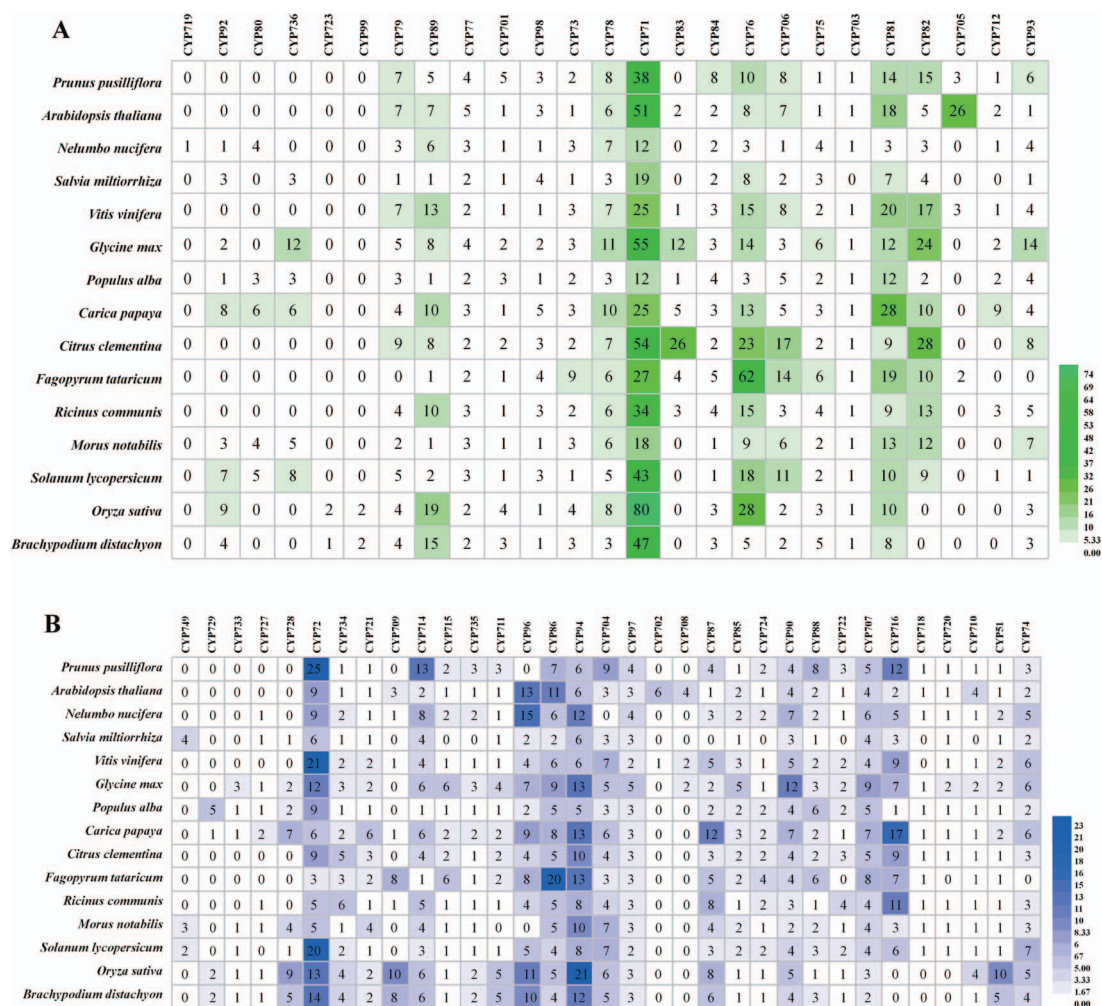 A
CYP719 CYP92 CYP80 CYP736 CYP723 CYP99 CYP79 CYP89 CYP77 CYP701 CYP98 CYP73 CYP78 CYP71 CYP83 CYP84 CYP76 CYP706 CYP75 CYP703 CYP81 CYP82 CYP705 CYP712 CYP93
Prunus pusilliflora 0 0 0 0 0 0 7 5 4 5 3 2 8 38 0 8 10 8 1 1 14 15 3 1 6
Arabidopsis thaliana 0 0 0 0 0 0 7 7 5 1 3 1 6 51 2 2 8 7 1 1 18 5 26 2 1
Nelumbo nucifera 1 1 4 0 0 0 3 6 3 1 1 3 7 12 0 2 3 1 4 1 3 3 0 1 4
Salvia miltiorrhiza 0 3 0 3 0 0 1 1 2 1 4 1 3 19 0 2 8 2 3 0 7 4 0 0 1
Vitis vinifera 0 0 0 0 0 0 7 13 2 1 1 3 7 25 1 3 15 8 2 1 20 17 3 1 4
Glycine max 0 2 0 12 0 0 5 8 4 2 2 3 11 55 12 3 14 3 6 1 12 24 0 2 14
Populus alba 0 1 3 3 0 0 3 1 2 3 1 2 3 12 1 4 3 5 2 1 12 2 0 2 4
Carica papaya 0 8 6 6 0 0 4 10 3 1 5 3 10 25 5 3 13 5 3 1 28 10 0 9 4
Citrus clementina 0 0 0 0 0 0 9 8 2 2 3 2 7 54 26 2 23 17 2 1 9 28 0 0 8
Fagopyrum tataricum 0 0 0 0 0 0 0 1 2 1 4 9 6 27 4 5 62 14 6 1 19 10 2 0 0
Ricinus communis 0 0 0 0 0 0 4 10 3 1 3 2 6 34 3 4 15 3 4 1 9 13 0 3 5
Morus notabilis 0 3 4 5 0 0 2 1 3 1 1 3 6 18 0 1 9 6 2 1 13 12 0 0 7
Solanum lycopersicum 0 7 5 8 0 0 5 2 3 1 3 1 5 43 0 1 18 11 2 1 10 9 0 1 1
Oryza sativa 0 9 0 0 2 2 4 19 2 4 1 4 8 80 0 3 28 2 3 1 10 0 0 0 3
Brachypodium distachyon 0 4 0 0 1 2 4 15 2 3 1 3 3 47 0 3 5 2 5 1 8 0 0 0 3
74
69
64
58
53
48
42
37
32
26
21
16
10
5.33
0.00
B
CYP749 CYP729 CYP733 CYP727 CYP728 CYP72 CYP734 CYP721 CYP709 CYP714 CYP715 CYP735 CYP711 CYP96 CYP86 CYP94 CYP704 CYP97 CYP702 CYP708 CYP87 CYP85 CYP724 CYP90 CYP88 CYP722 CYP707 CYP716 CYP718 CYP720 CYP710 CYP51 CYP74
Prunus pusilliflora 0 0 0 0 0 25 1 1 0 13 2 3 3 0 7 6 9 4 0 0 4 1 2 4 8 3 5 12 1 1 1 1 3
Arabidopsis thaliana 0 0 0 0 0 9 1 1 3 2 1 1 1 13 11 6 3 3 6 4 1 2 1 4 2 1 4 2 1 1 4 1 2
Nelumbo nucifera 0 0 0 1 0 9 2 1 1 8 2 2 1 15 6 12 0 4 0 0 3 2 2 7 2 1 6 5 1 1 1 2 5
Salvia miltiorrhiza 4 0 0 1 1 6 1 1 0 4 0 0 1 2 2 6 3 3 0 0 0 1 0 3 1 0 4 3 0 1 0 1 2
Vitis vinifera 0 0 0 0 0 21 2 2 1 4 1 1 1 4 6 6 7 2 1 2 5 3 1 5 2 2 4 9 1 1 1 2 6
Glycine max 0 0 3 1 2 12 3 2 0 6 6 3 4 7 9 13 5 5 0 2 2 5 1 12 3 2 9 7 1 2 2 2 6
Populus alba 0 5 1 1 2 9 1 1 0 1 1 1 1 2 5 5 3 3 0 0 2 2 2 4 6 2 5 1 1 1 1 1 2
Carica papaya 0 1 1 2 7 6 2 6 1 6 2 2 2 9 8 13 6 3 0 0 12 3 2 7 2 1 7 17 1 1 1 2 6
Citrus clementina 0 0 0 0 0 9 5 3 0 4 2 1 2 4 5 10 4 3 0 0 3 2 2 4 2 3 5 9 1 1 1 1 3
Fagopyrum tataricum 0 0 0 0 0 3 3 2 8 1 6 1 2 8 20 13 3 3 0 0 5 2 4 4 6 0 8 7 1 0 1 1 0
Ricinus communis 0 0 0 0 0 5 6 1 1 5 1 1 1 4 5 8 4 3 0 0 8 1 2 3 1 4 4 11 1 1 1 1 3
Morus notabilis 3 0 1 1 4 5 1 4 0 4 1 1 0 0 5 10 7 3 0 0 2 1 1 2 2 1 4 3 1 1 1 1 3
Solanum lycopersicum 2 0 1 0 1 20 2 1 0 3 1 1 1 5 4 8 7 2 0 0 3 2 2 4 3 2 4 6 1 1 1 1 7
Oryza sativa 0 2 1 1 9 13 4 2 10 6 1 2 5 11 5 21 6 3 0 0 8 1 1 5 1 1 3 0 0 0 4 10 5
Brachypodium distachyon 0 2 1 1 5 14 4 2 8 6 1 2 5 10 4 12 5 3 0 0 6 1 1 4 3 1 2 0 0 0 1 5 4
23
21
20
18
16
15
13
11
10
8.33
6.67
5.00
3.33
1.67
0.00